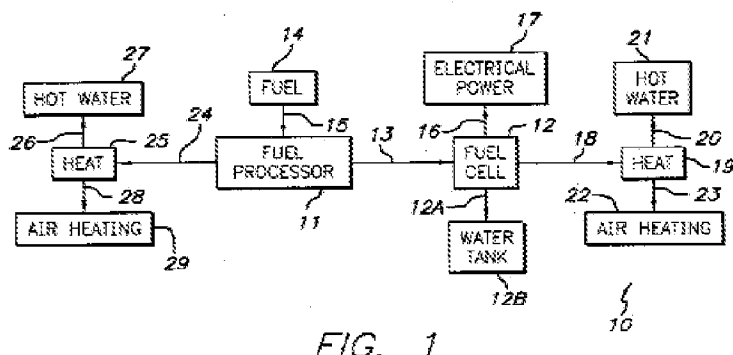 14
17
21
27
FUEL
ELECTRICAL
POWER
HOT
WATER
HOT WATER
24
15
16
12
20
26
25
13
18
HEAT
FUEL
PROCESSOR
FUEL
CELL
HEAT
19
28
12A
22
23
11
AIR HEATING
29
WATER
TANK
AIR HEATING
12B
10
FIG. 1